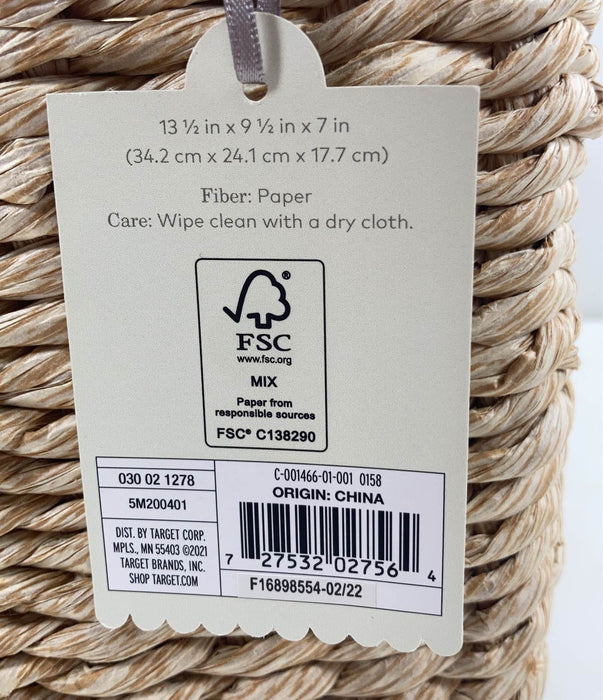 13 ½ in x 9 ½ in x 7 in
(34.2 cm x 24.1 cm x 17.7 cm)
Fiber: Paper
Care: Wipe clean with a dry cloth.
®
FSC
www.fsc.org
MIX
Paper from
responsible sources
FSC® C138290
030 02 1278
5M200401
DIST. BY TARGET CORP.
MPLS., MN 55403 ©2021
TARGET BRANDS, INC.
SHOP TARGET.COM
C-001466-01-001 0158
ORIGIN: CHINA
7 27532 02756 4
F16898554-02/22